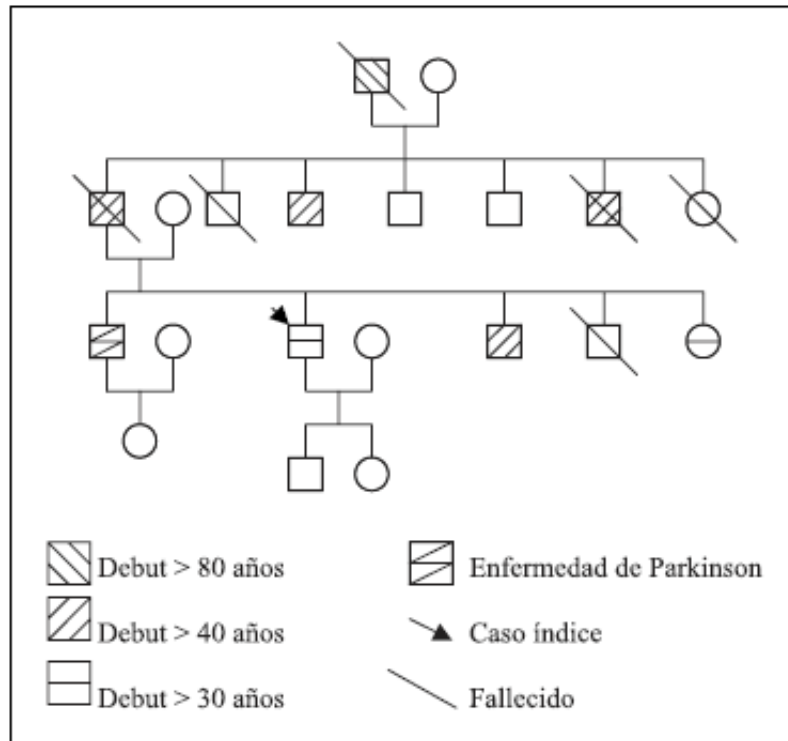 Debut > 80 años
Enfermedad de Parkinson
Debut > 40 años
Caso índice
Debut > 30 años
Fallecido